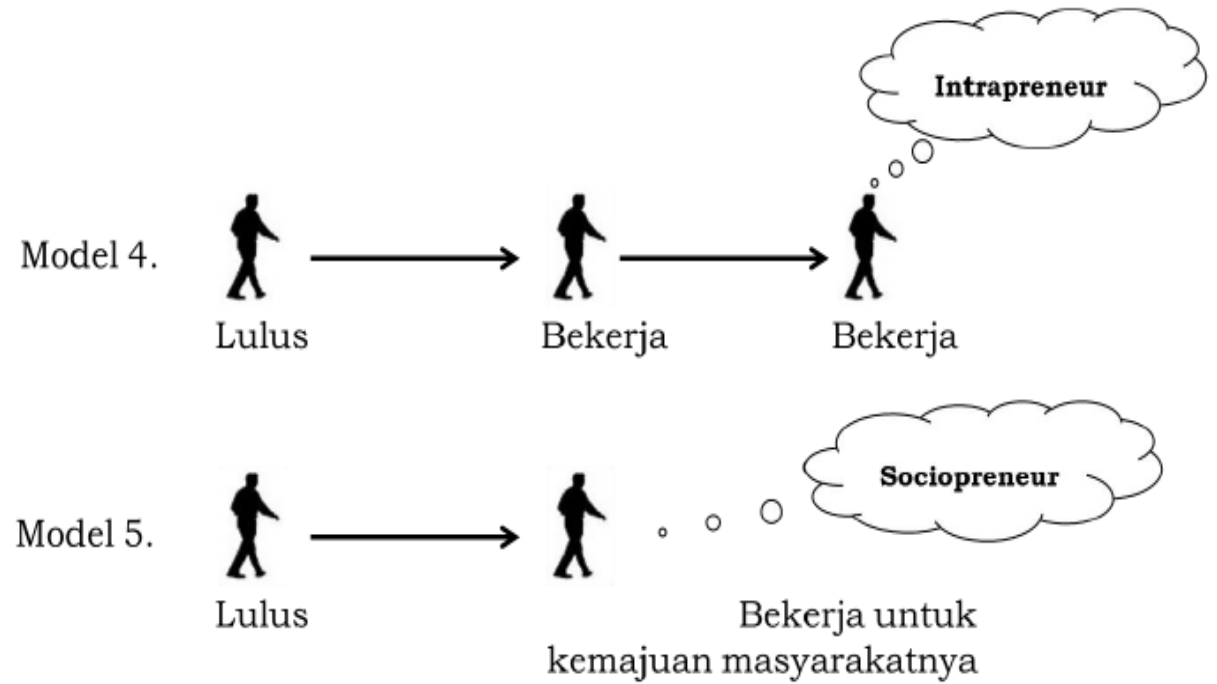 Intrapreneur
Model 4.
Lulus
Bekerja
Bekerja
Sociopreneur
Model 5.
Lulus
Bekerja untuk
kemajuan masyarakatnya